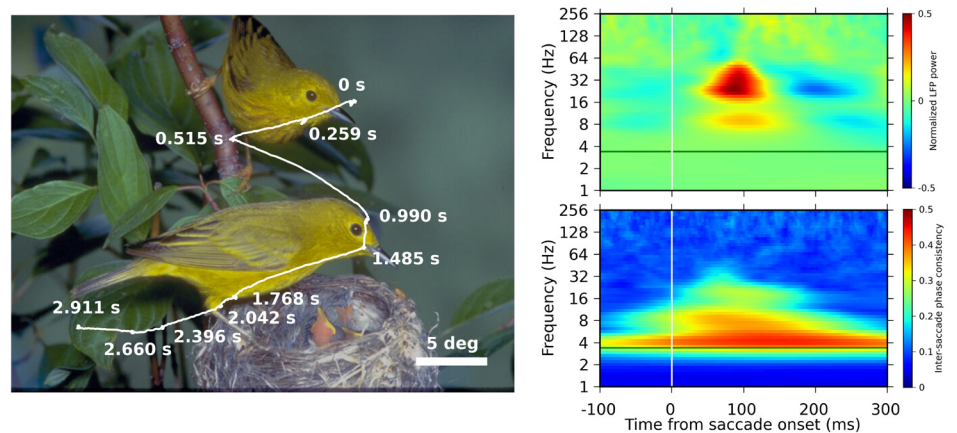 0 s
0.259 s
0.515 s
0.990 s
1.485 s
1.768 s
2.042 s
2.396 s
2.660 s
2.911 s
5 deg
256
128
64
32
16
8
4
2
1
Frequency (Hz)
0.5
0
-0.5
Normalized LFP power
256
128
64
32
16
8
4
2
1
Frequency (Hz)
0.5
0.4
0.3
0.2
0.1
0
Inter-saccade phase consistency
-100 0 100 200 300
Time from saccade onset (ms)